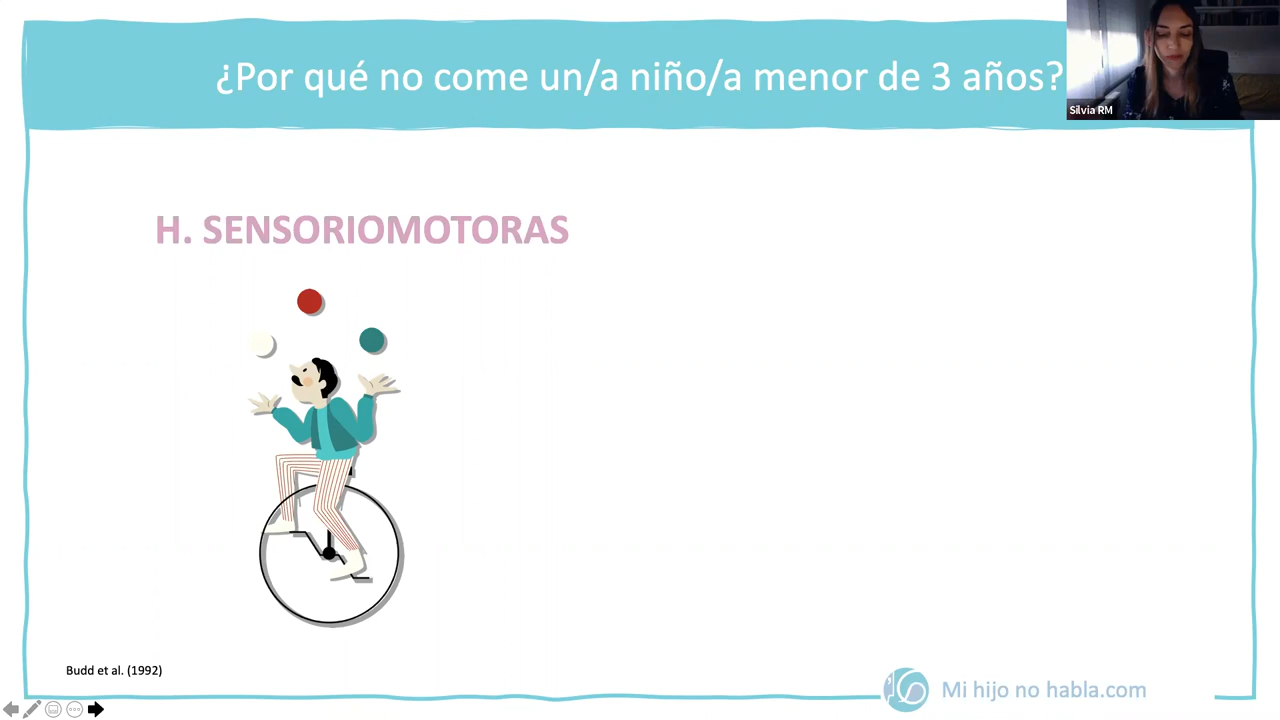 ¿Por qué no come un/a niño/a menor de 3 años?
Silvia RM
H. SENSORIOMOTORAS
Budd et al. (1992)
Mi hijo no habla.com